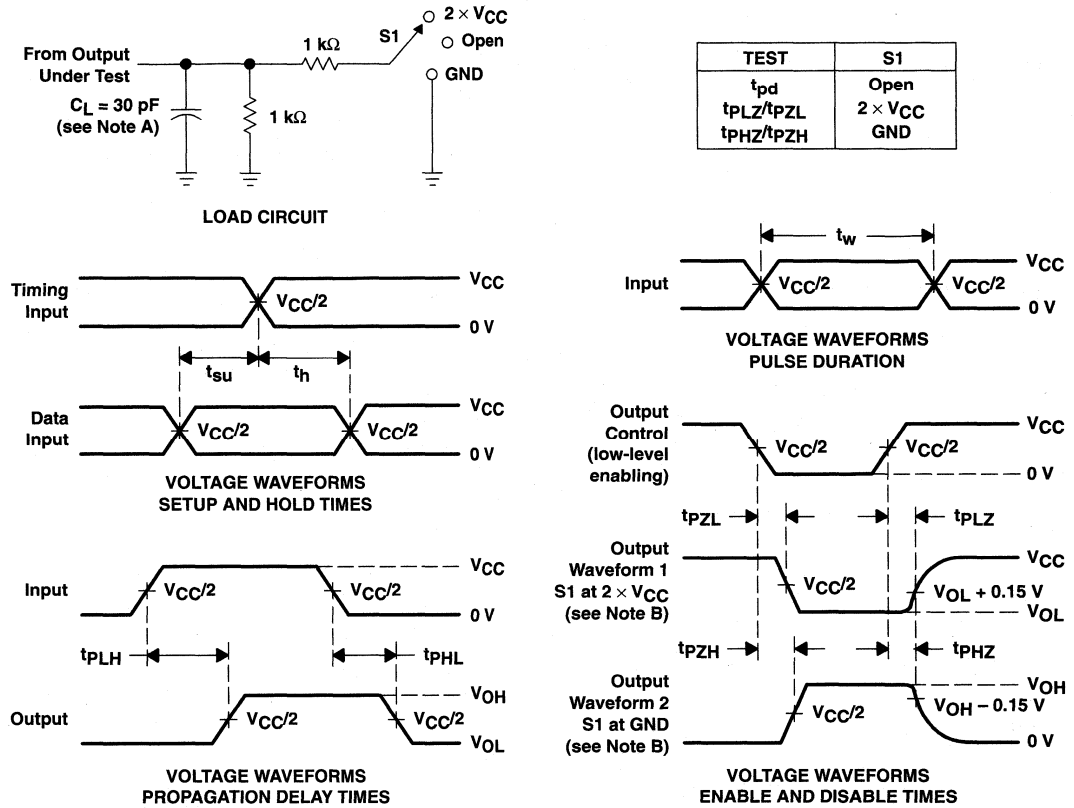 From Output
Under Test
C_L = 30 pF
(see Note A)
1 kΩ
1 kΩ
S1
2 × V_CC
Open
GND
LOAD CIRCUIT
TEST S1
t_pd Open
t_PLZ/t_PZL 2 × V_CC
t_PHZ/t_PZH GND
Timing
Input
V_CC/2
V_CC
0 V
t_su
t_h
Data
Input
V_CC/2
V_CC/2
V_CC
0 V
VOLTAGE WAVEFORMS
SETUP AND HOLD TIMES
t_w
Input
V_CC/2
V_CC/2
V_CC
0 V
VOLTAGE WAVEFORMS
PULSE DURATION
Input
V_CC/2
V_CC/2
V_CC
0 V
t_PLH
t_PHL
Output
V_CC/2
V_CC/2
V_OH
V_OL
VOLTAGE WAVEFORMS
PROPAGATION DELAY TIMES
Output
Control
(low-level
enabling)
V_CC/2
V_CC/2
V_CC
0 V
t_PZL
t_PLZ
Output
Waveform 1
S1 at 2 × V_CC
(see Note B)
V_CC/2
V_CC
V_OL + 0.15 V
V_OL
t_PZH
t_PHZ
Output
Waveform 2
S1 at GND
(see Note B)
V_CC/2
V_OH
V_OH − 0.15 V
0 V
VOLTAGE WAVEFORMS
ENABLE AND DISABLE TIMES